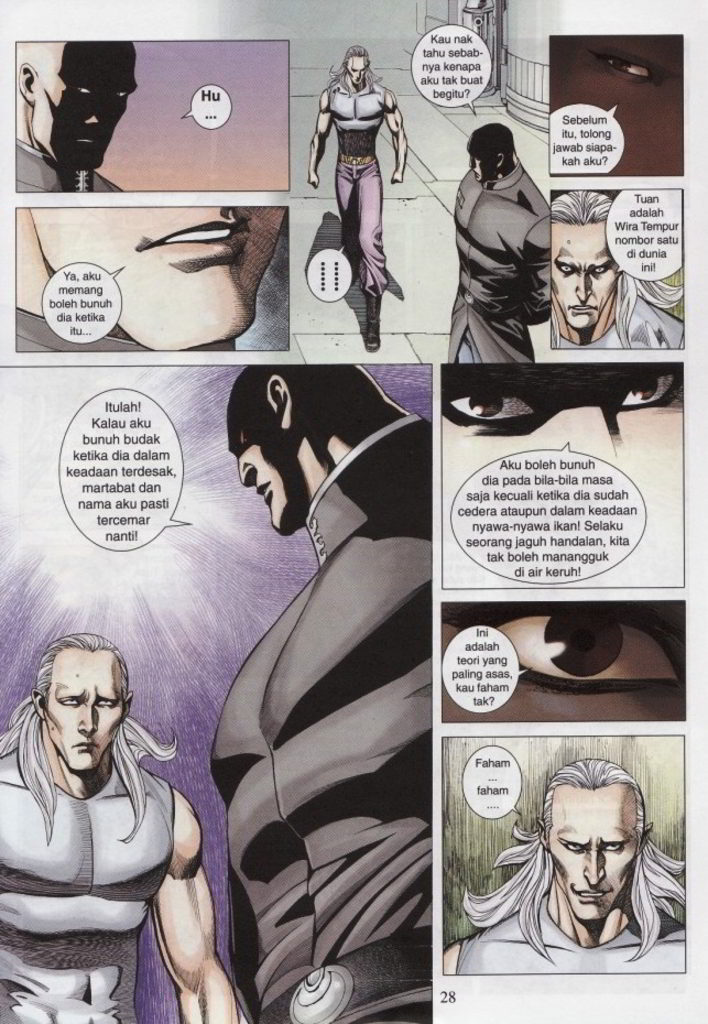 Hu
...
Ya, aku
memang
boleh bunuh
dia ketika
itu...
Kau nak
tahu sebab-
nya kenapa
aku tak buat
begitu?
!!
Sebelum
itu, tolong
jawab siapa-
kah aku?
Tuan
adalah
Wira Tempur
nombor satu
di dunia
ini!
Itulah!
Kalau aku
bunuh budak
ketika dia dalam
keadaan terdesak,
martabat dan
nama aku pasti
tercemar
nanti!
Aku boleh bunuh
dia pada bila-bila masa
saja kecuali ketika dia sudah
cedera ataupun dalam keadaan
nyawa-nyawa ikan! Selaku
seorang jaguh handalan, kita
tak boleh manangguk
di air keruh!
Ini
adalah
teori yang
paling asas,
kau faham
tak?
Faham
...
faham
....
28